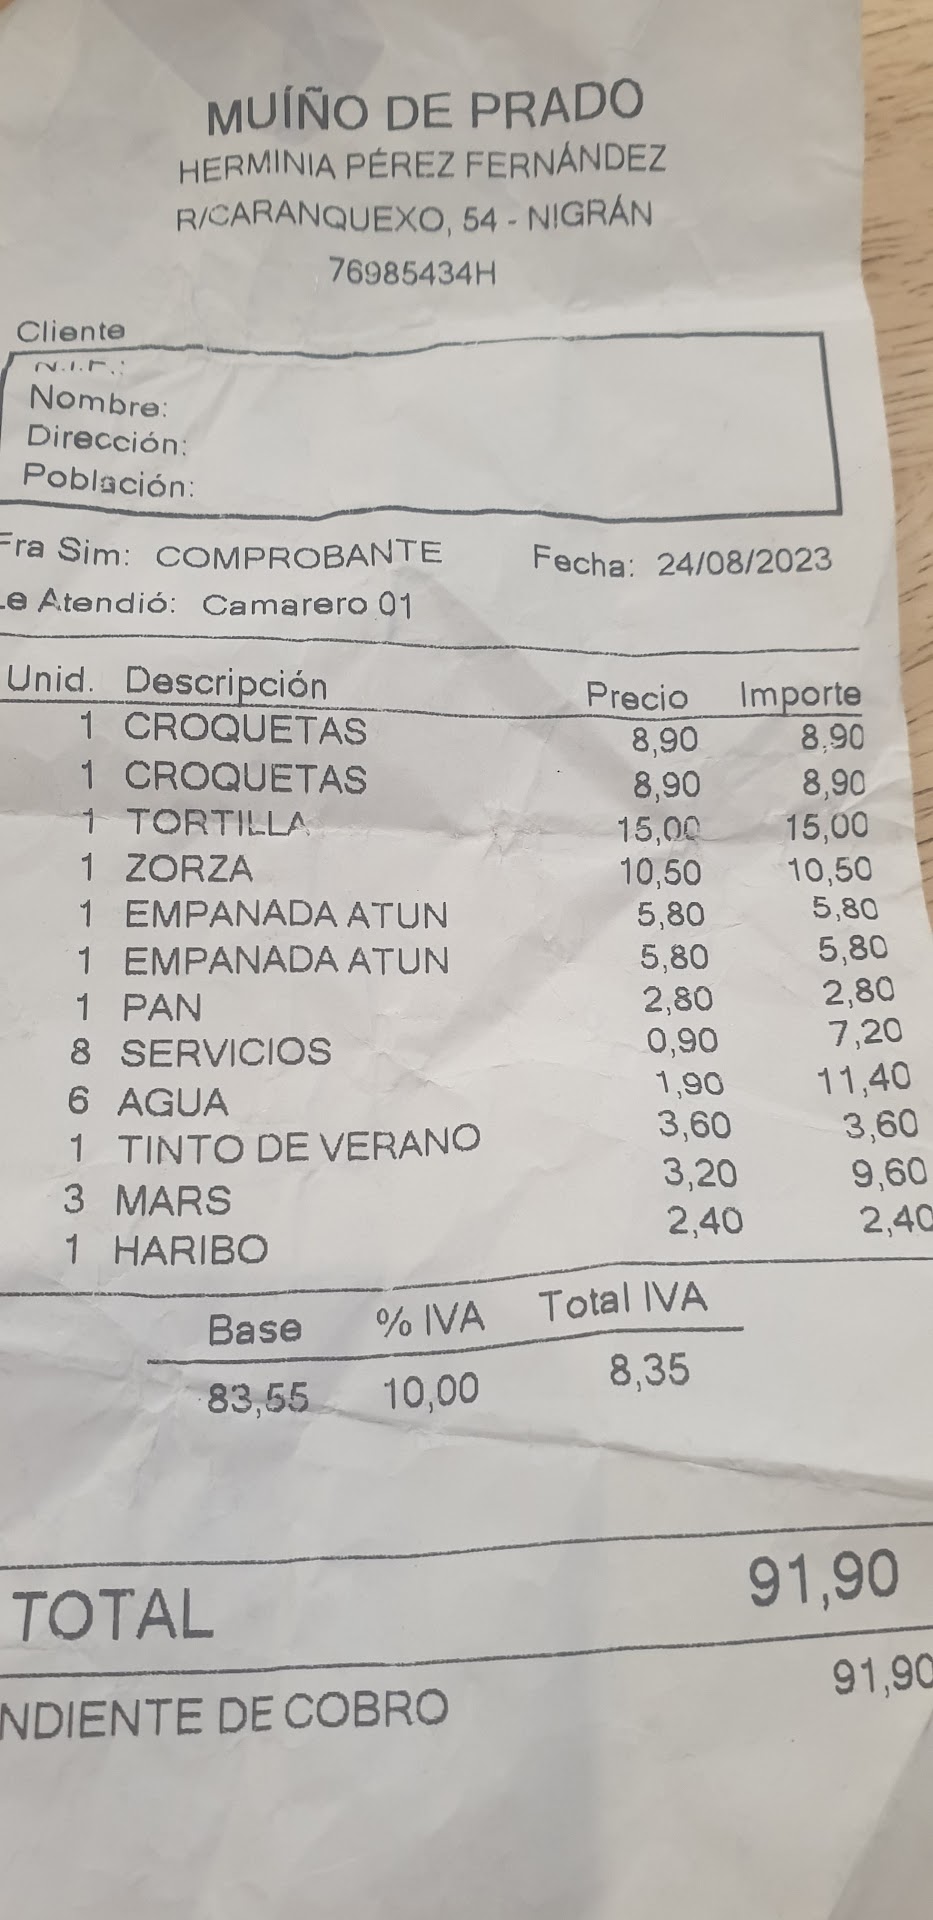 MUÍÑO DE PRADO
HERMINIA PÉREZ FERNÁNDEZ
R/CARANQUEXO, 54 - NIGRÁN
76985434H
Cliente
N.I.F.:
Nombre:
Dirección:
Población:
Fra Sim: COMPROBANTE Fecha: 24/08/2023
Le Atendió: Camarero 01
Unid. Descripción Precio Importe
1 CROQUETAS 8,90 8,90
1 CROQUETAS 8,90 8,90
1 TORTILLA 15,00 15,00
1 ZORZA 10,50 10,50
1 EMPANADA ATUN 5,80 5,80
1 EMPANADA ATUN 5,80 5,80
1 PAN 2,80 2,80
8 SERVICIOS 0,90 7,20
6 AGUA 1,90 11,40
1 TINTO DE VERANO 3,60 3,60
3 MARS 3,20 9,60
1 HARIBO 2,40 2,40
Base % IVA Total IVA
83,55 10,00 8,35
TOTAL 91,90
NDIENTE DE COBRO 91,90